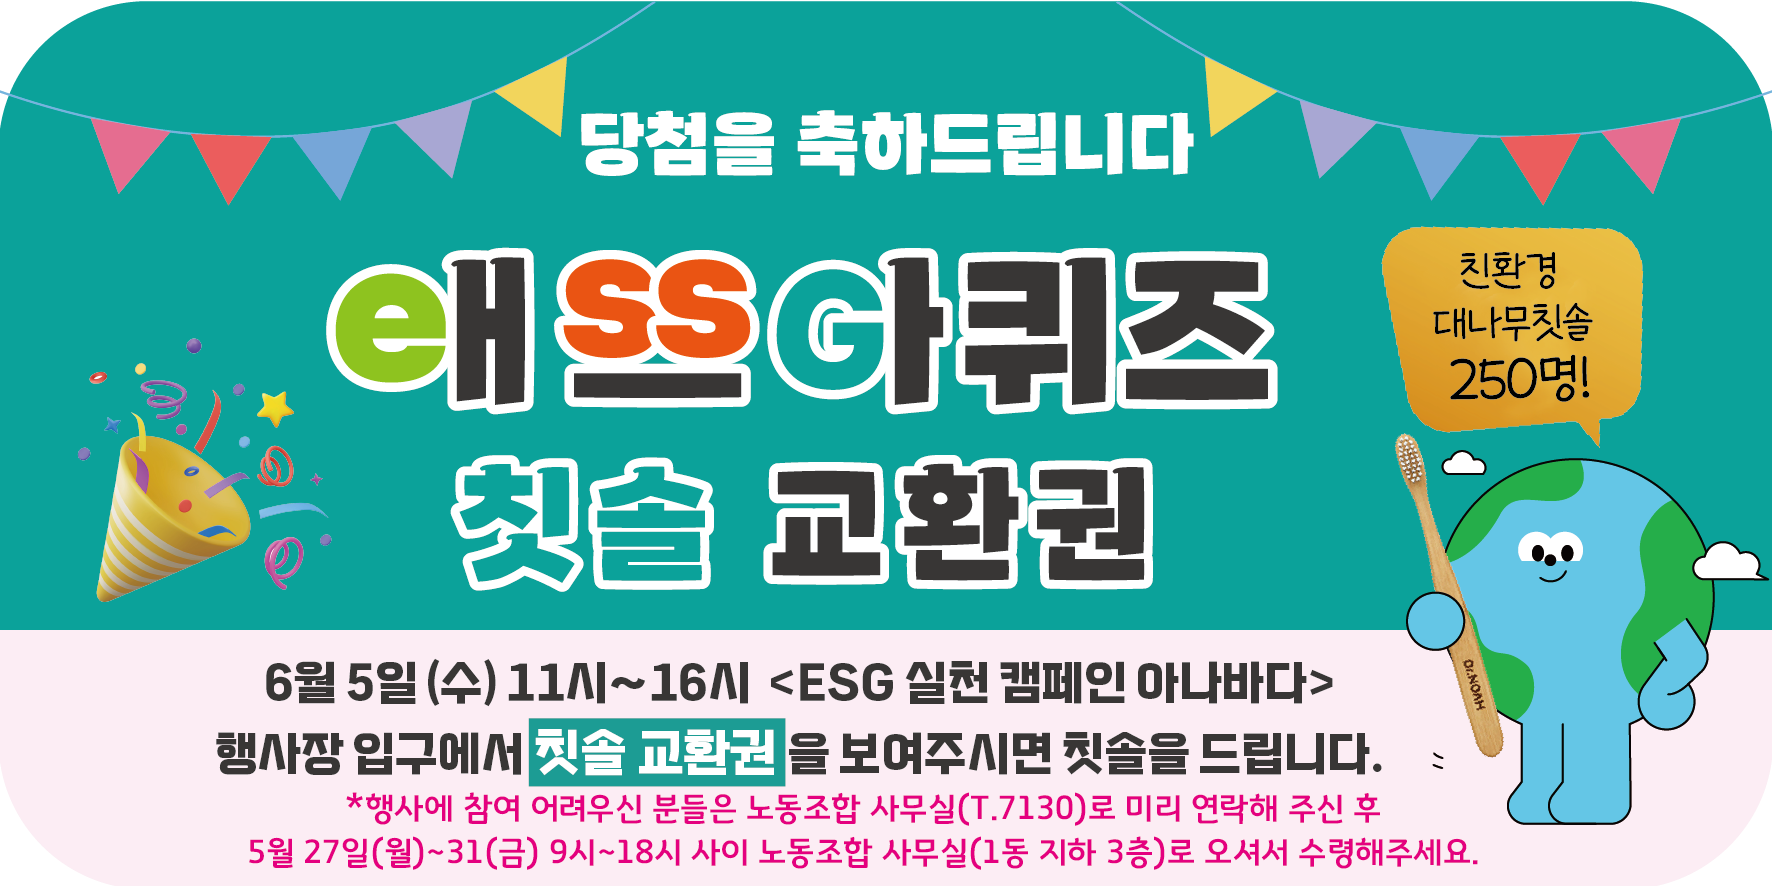 당첨을 축하드립니다
e애쓰SSG아퀴즈
칫솔 교환권
친환경
대나무칫솔
250명!
Dr.NOAH
6월 5일 (수) 11시~16시 <ESG 실천 캠페인 아나바다>
행사장 입구에서 칫솔 교환권을 보여주시면 칫솔을 드립니다.
*행사에 참여 어려우신 분들은 노동조합 사무실(T.7130)로 미리 연락해 주신 후
5월 27일(월)~31(금) 9시~18시 사이 노동조합 사무실(1동 지하 3층)로 오셔서 수령해주세요.